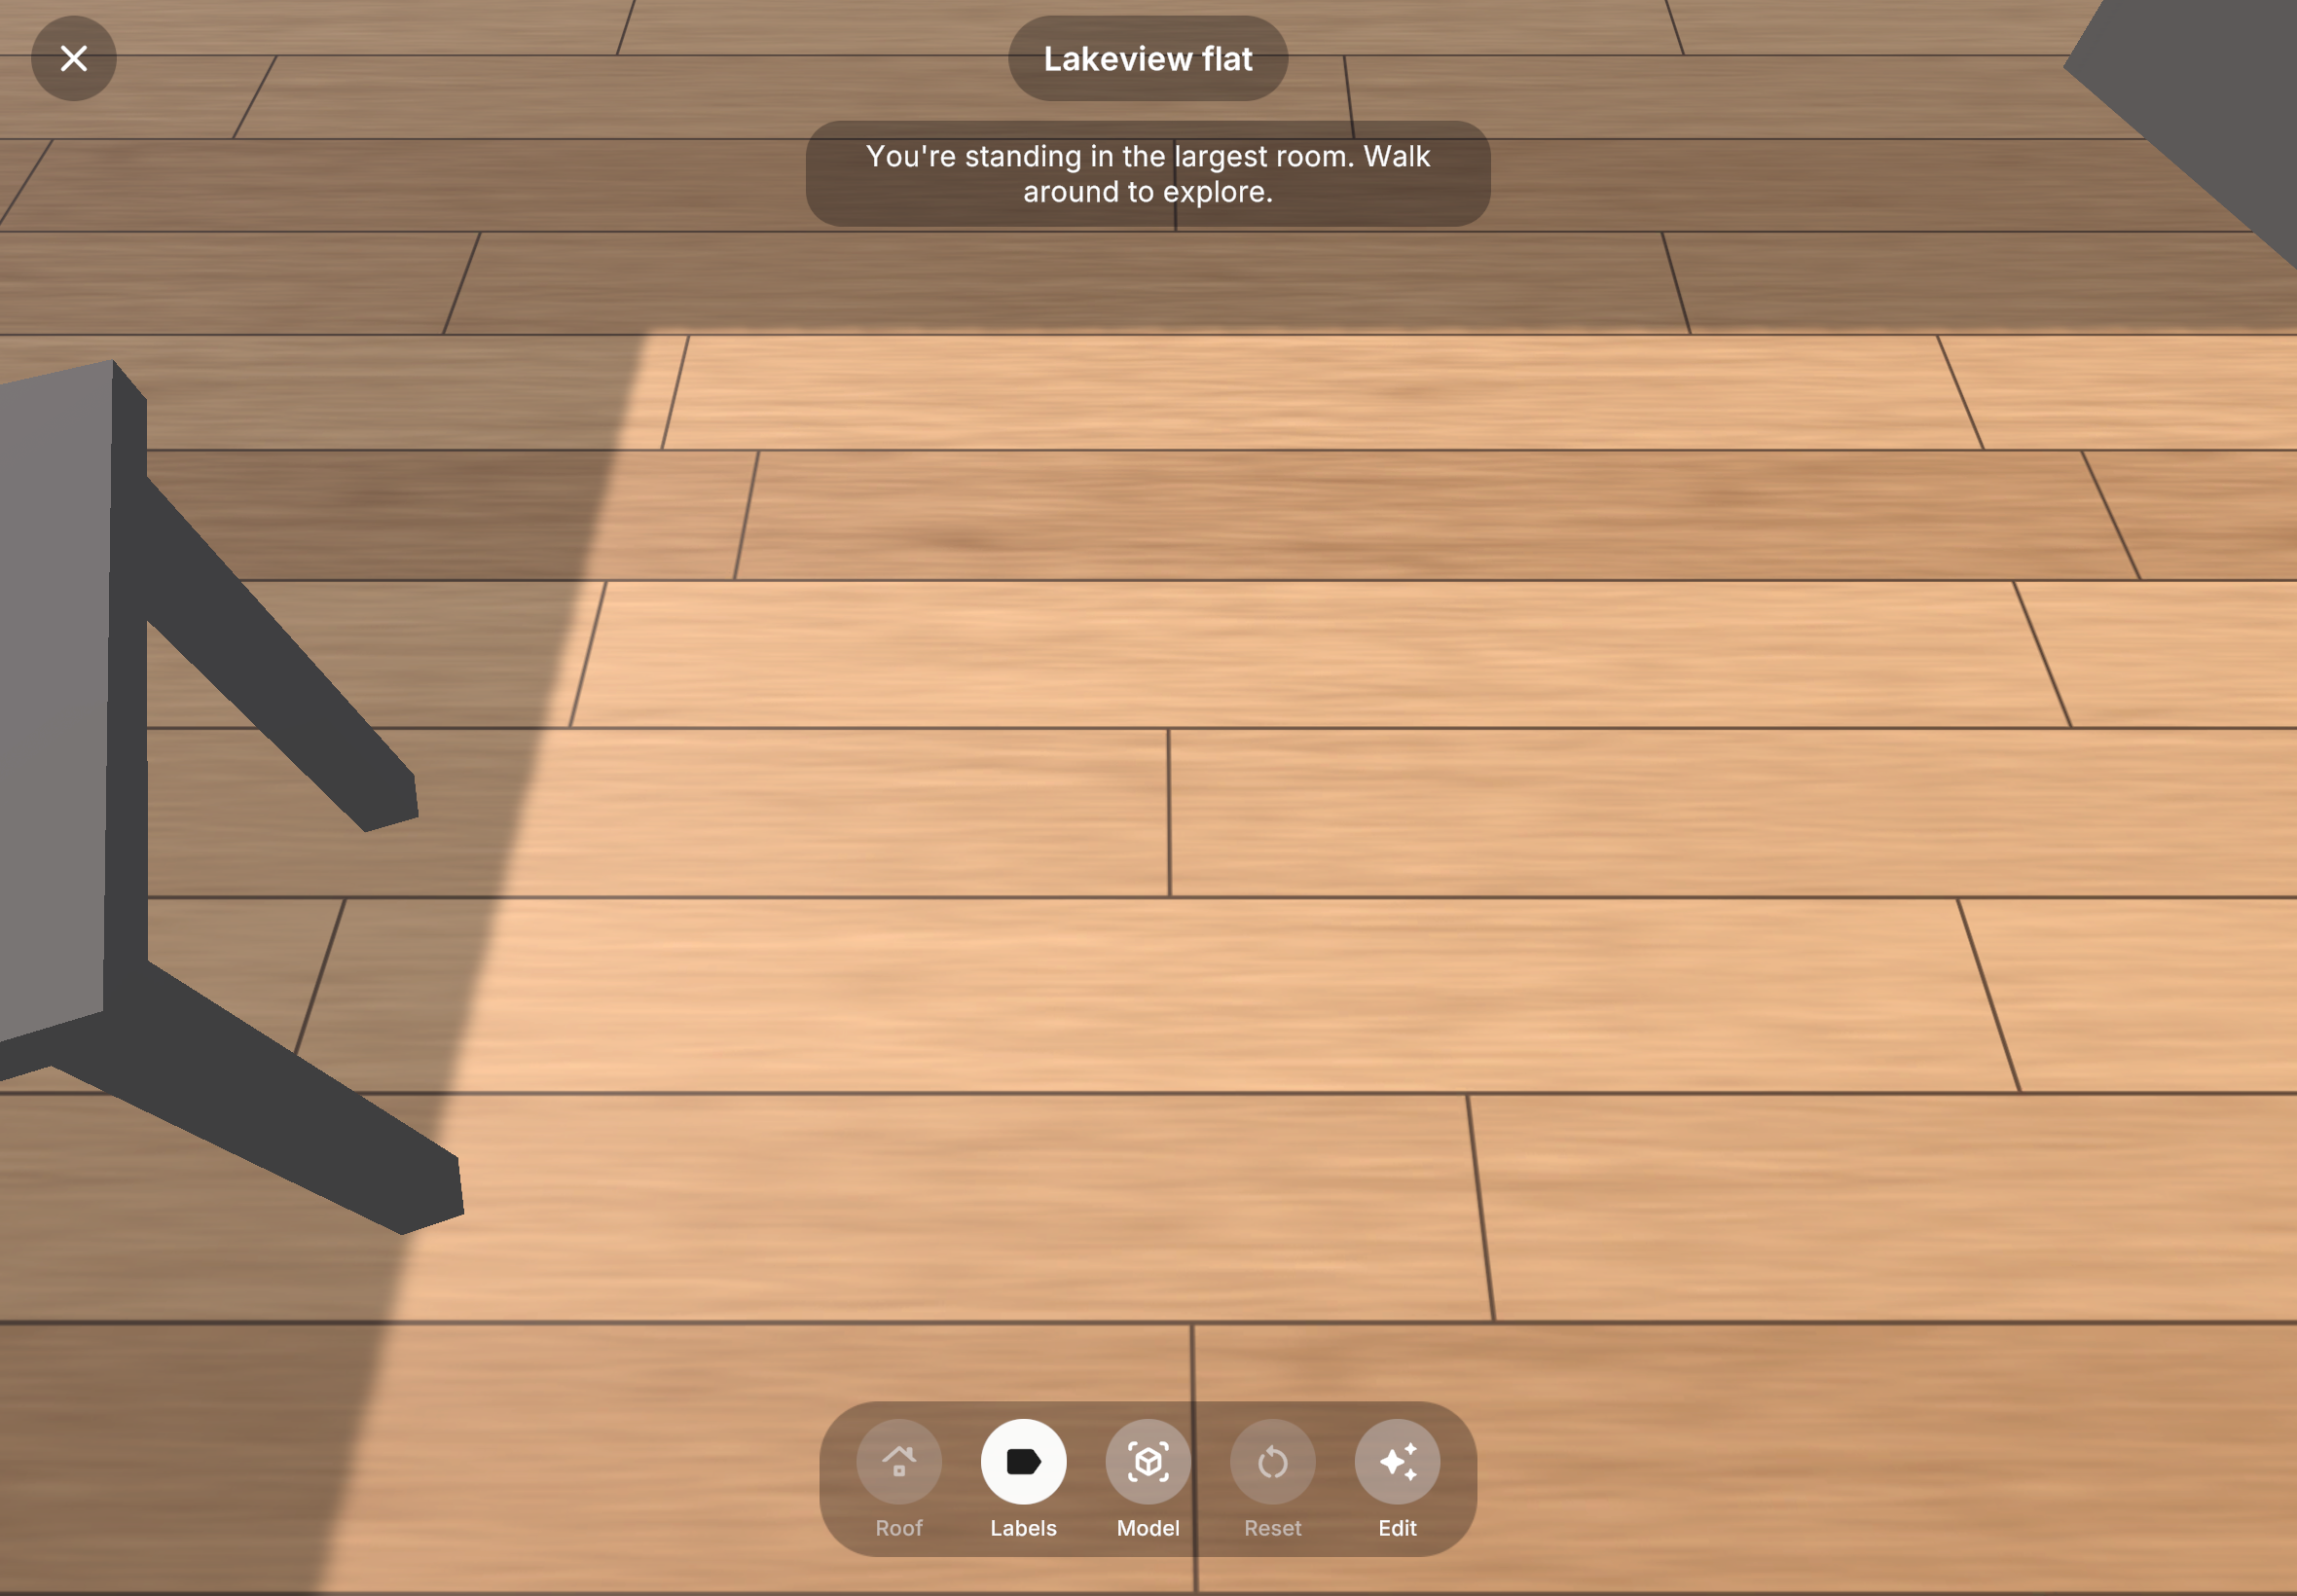 Lakeview flat
You're standing in the largest room. Walk
around to explore.
Roof
Labels
Model
Reset
Edit